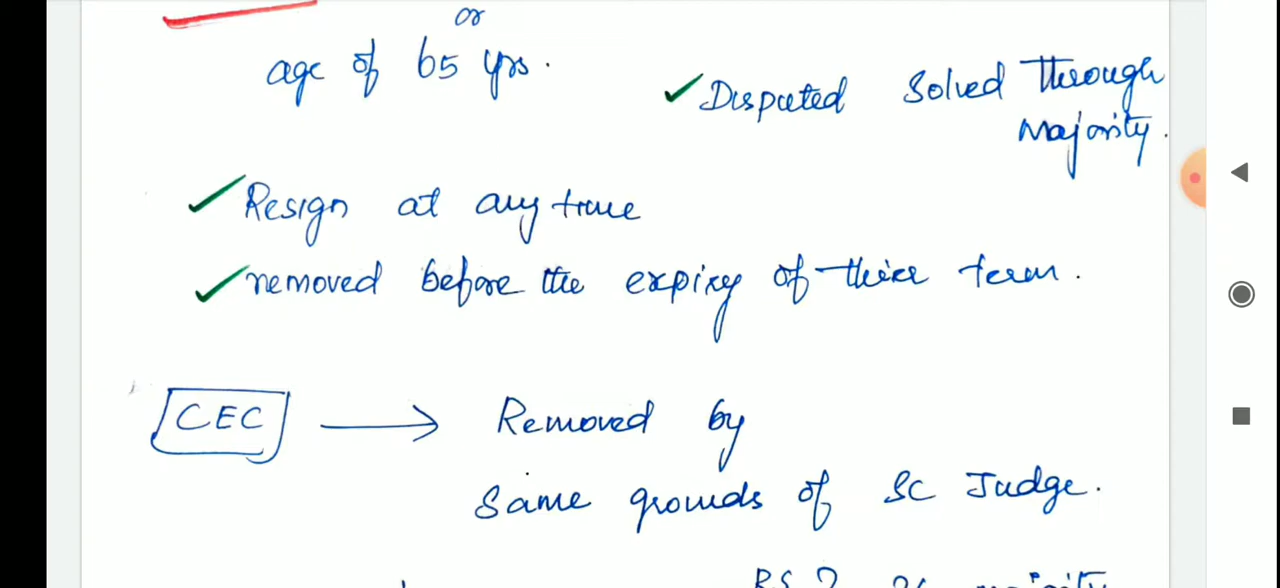 or
age of 65 yrs.
Disputed solved through
Majority.
Resign at any time
removed before the expiry of their term.
CEC → Removed by
same grounds of SC Judge.